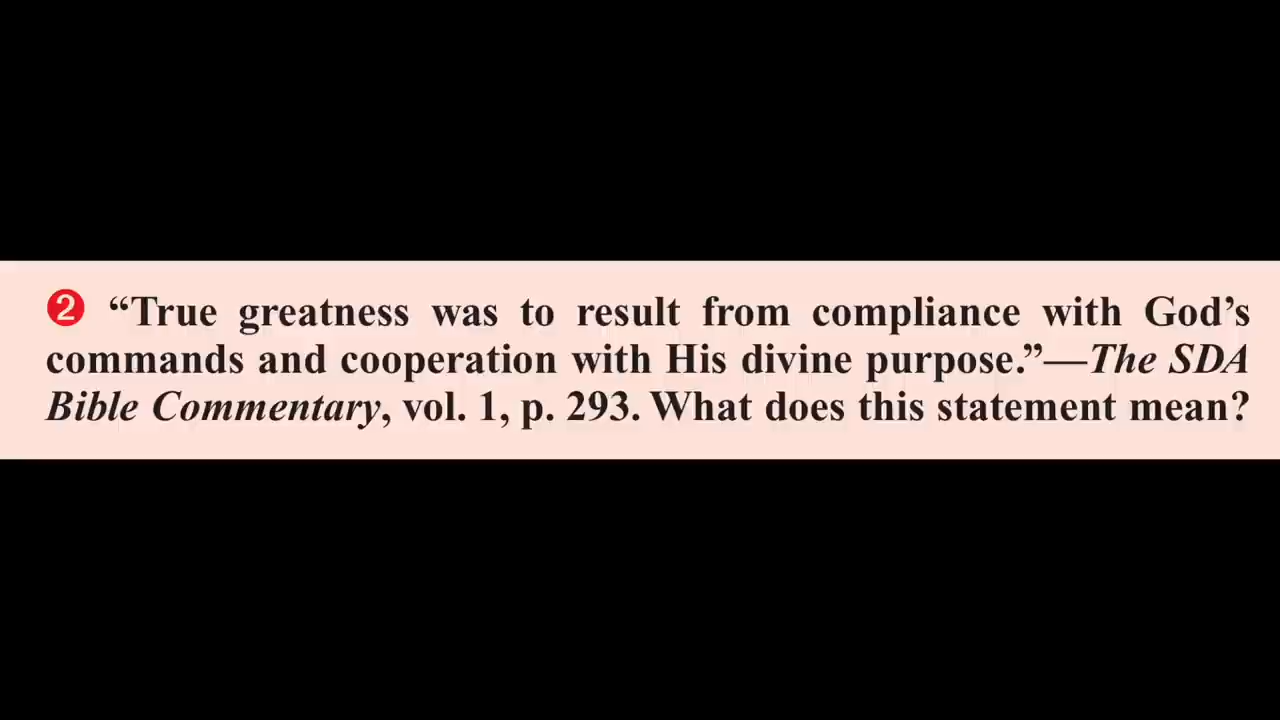 ❷ “True greatness was to result from compliance with God’s
commands and cooperation with His divine purpose.”—The SDA
Bible Commentary, vol. 1, p. 293. What does this statement mean?